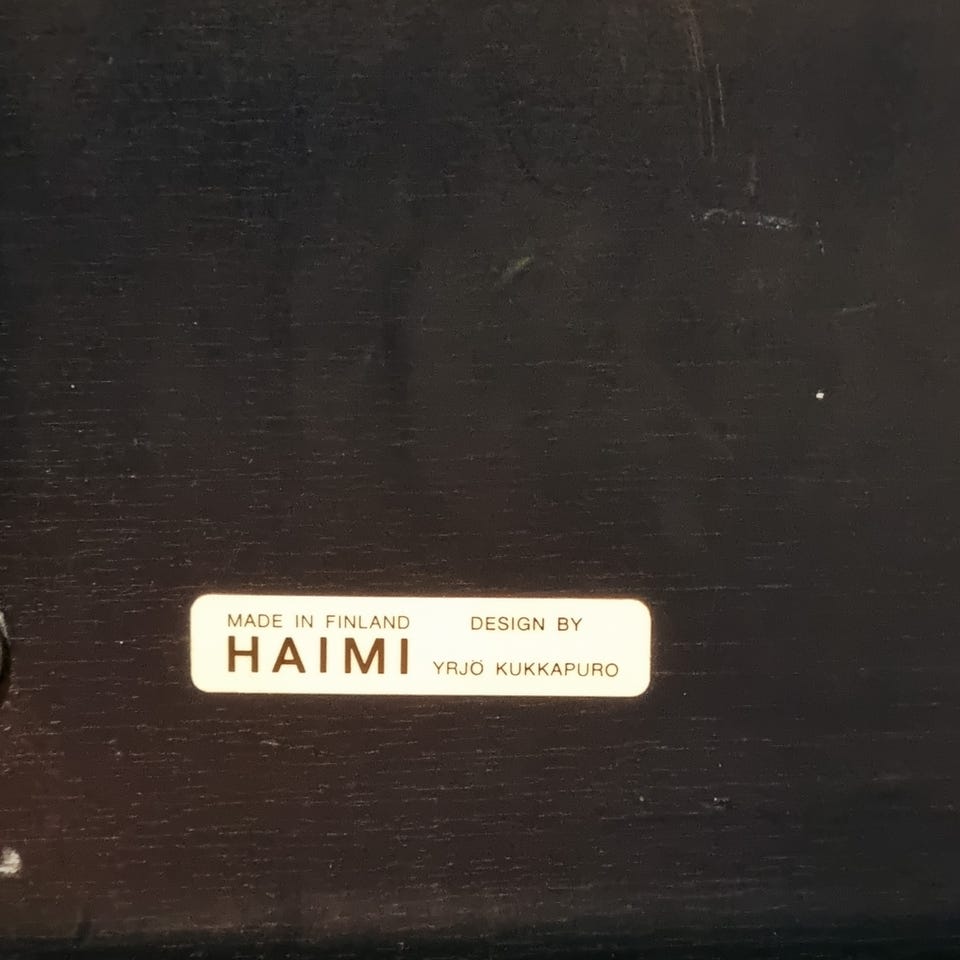 MADE IN FINLAND
HAIMI
DESIGN BY
YRJÖ KUKKAPURO